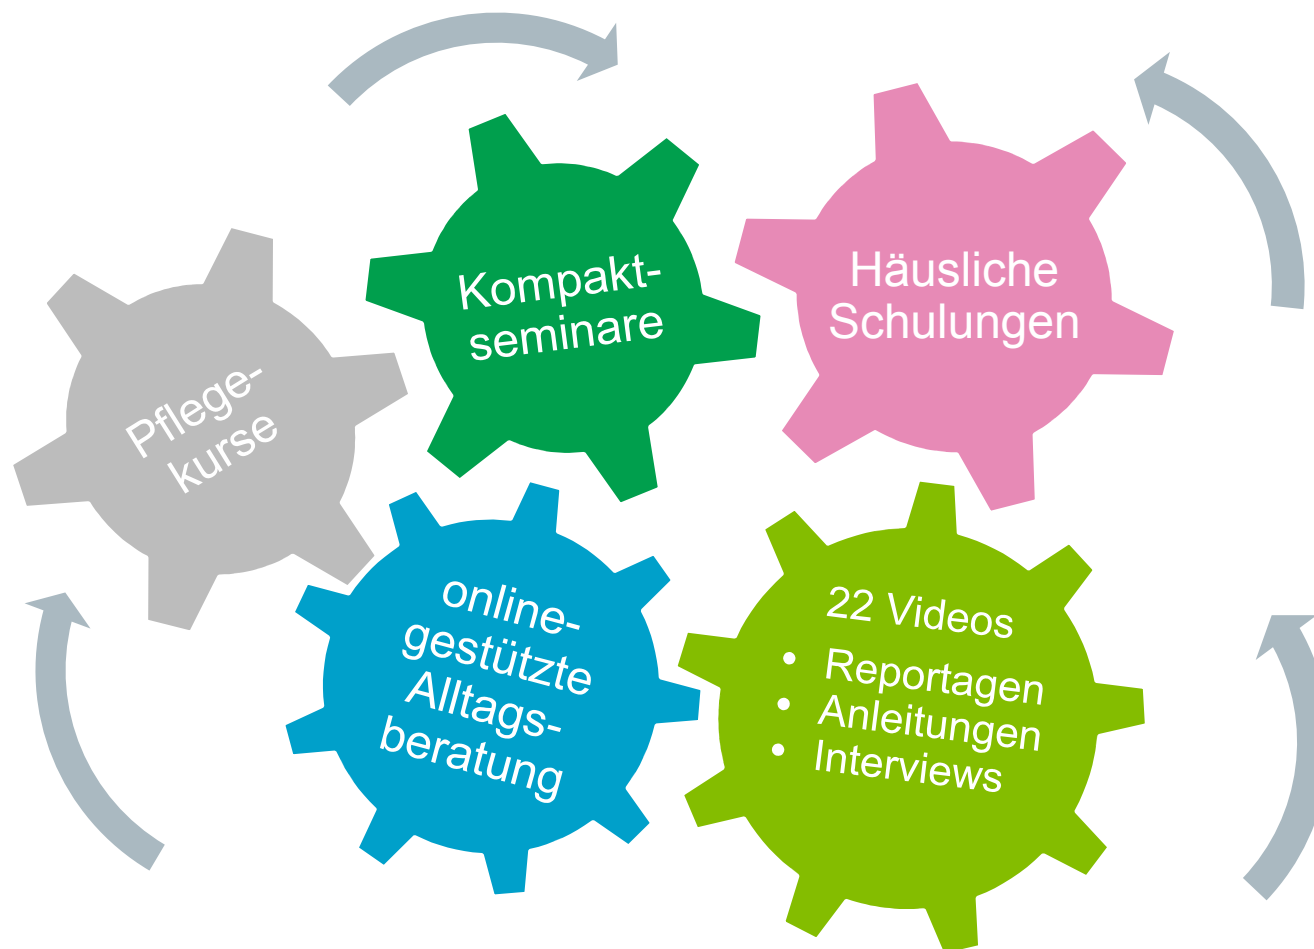 Pflege-
kurse
Kompakt-
seminare
Häusliche
Schulungen
online-
gestützte
Alltags-
beratung
22 Videos
• Reportagen
• Anleitungen
• Interviews